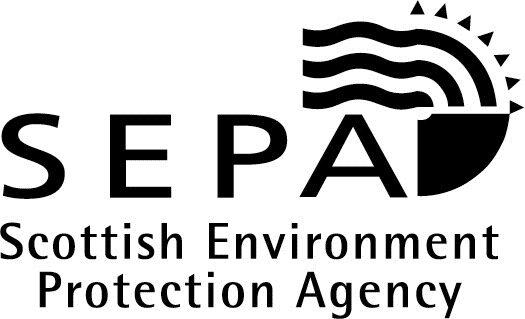 SEPA
Scottish Environment
Protection Agency